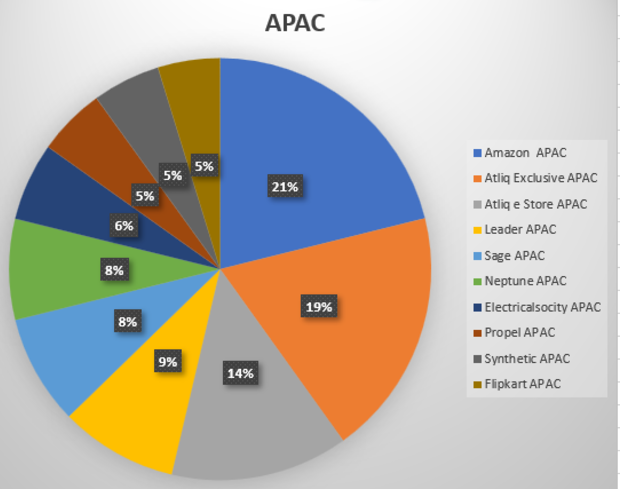 APAC
21%
19%
14%
9%
8%
8%
6%
5%
5%
5%
Amazon  APAC
Atliq Exclusive APAC
Atliq e Store APAC
Leader APAC
Sage APAC
Neptune APAC
Electricalsocity APAC
Propel APAC
Synthetic APAC
Flipkart APAC